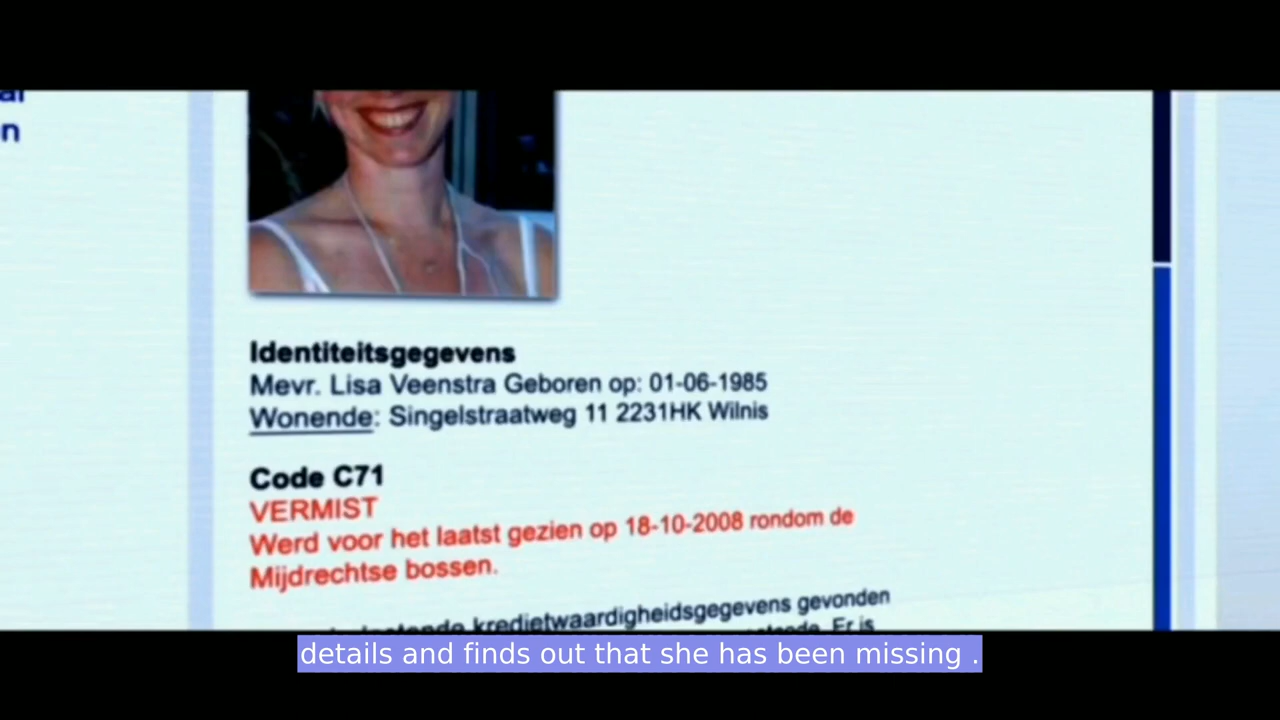 n
Identiteitsgegevens
Mevr. Lisa Veenstra Geboren op: 01-06-1985
Wonende: Singelstraatweg 11 2231HK Wilnis
Code C71
VERMIST
Werd voor het laatst gezien op 18-10-2008 rondom de
Mijdrechtse bossen.
kredietwaardigheidsgegevens gevonden
Er is
details and finds out that she has been missing .